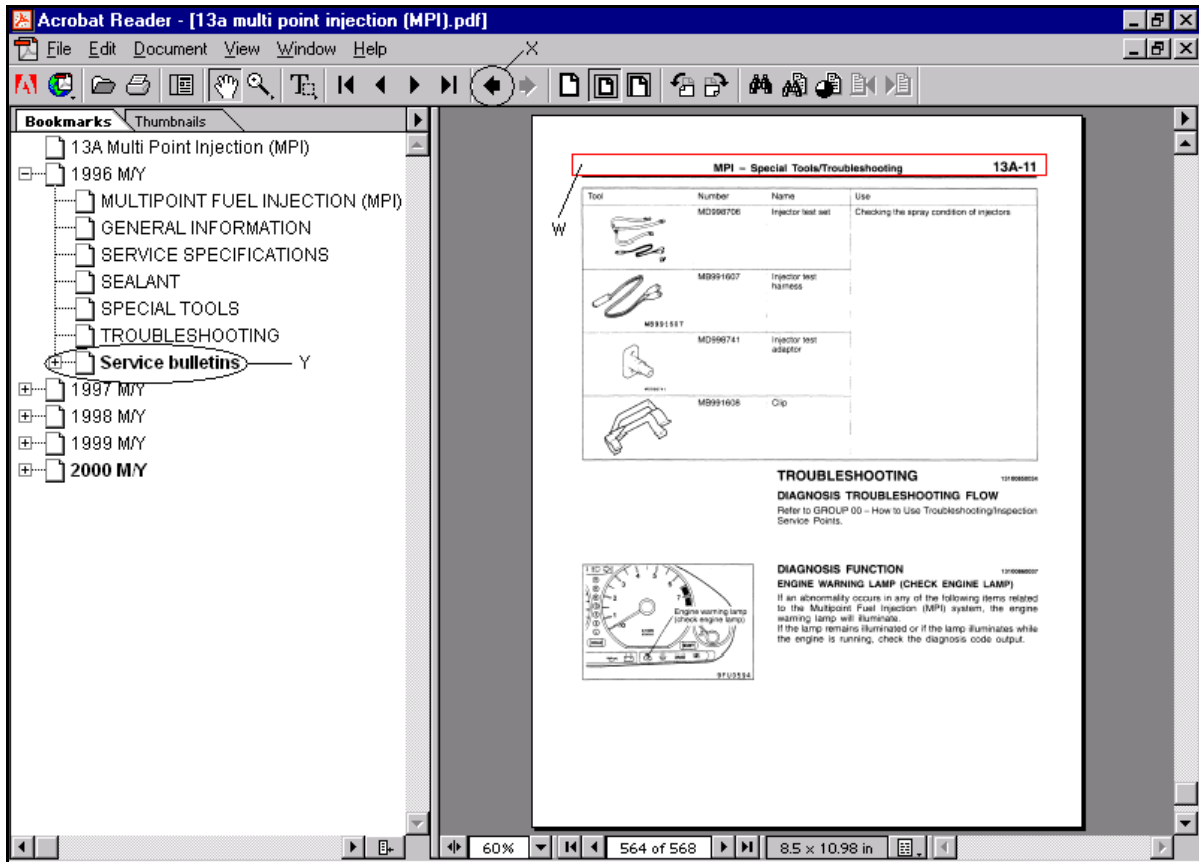 Acrobat Reader - [13a multi point injection (MPI).pdf]
File Edit Document View Window Help
X
Bookmarks Thumbnails
13A Multi Point Injection (MPI)
1996 M/Y
MULTIPOINT FUEL INJECTION (MPI)
GENERAL INFORMATION
SERVICE SPECIFICATIONS
SEALANT
SPECIAL TOOLS
TROUBLESHOOTING
Service bulletins
Y
1997 M/Y
1998 M/Y
1999 M/Y
2000 M/Y
MPI – Special Tools/Troubleshooting 13A-11
W
Tool Number Name Use
MD998706 Injector test set Checking the spray condition of injectors
MB991607 Injector test
harness
MB991607
MD998741 Injector test
adaptor
MB991608 Clip
TROUBLESHOOTING
DIAGNOSIS TROUBLESHOOTING FLOW
Refer to GROUP 00 – How to Use Troubleshooting/Inspection
Service Points.
DIAGNOSIS FUNCTION
ENGINE WARNING LAMP (CHECK ENGINE LAMP)
If an abnormality occurs in any of the following items related
to the Multipoint Fuel Injection (MPI) system, the engine
warning lamp will illuminate.
If the lamp remains illuminated or if the lamp illuminates while
the engine is running, check the diagnosis code output.
Engine warning lamp
(check engine lamp)
9FU0594
60% 564 of 568 8.5 x 10.98 in